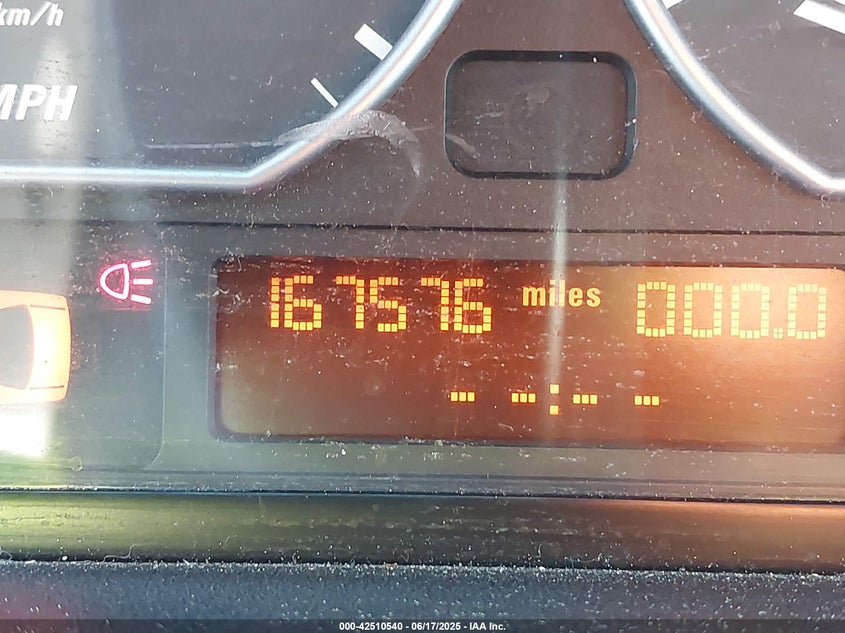 km/h
MPH
167576 miles 000.0
-- --:-- --
000-42510540 - 06/17/2025 - IAA Inc.